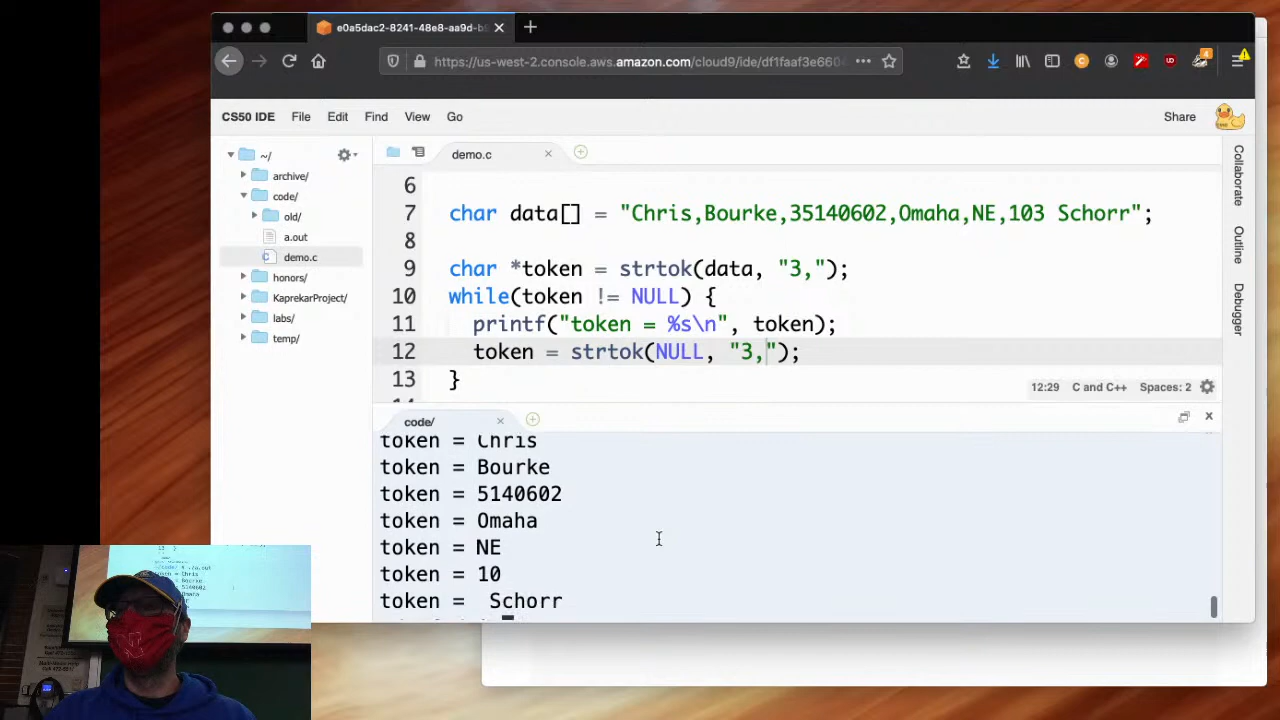 e0a5dac2-8241-48e8-aa9d-b
https://us-west-2.console.aws.amazon.com/cloud9/ide/df1faaf3e6604
CS50 IDE File Edit Find View Go Share
~/
archive/
code/
old/
a.out
demo.c
honors/
KaprekarProject/
labs/
temp/
demo.c
6
7 char data[] = "Chris,Bourke,35140602,Omaha,NE,103 Schorr";
8
9 char *token = strtok(data, "3,");
10 while(token != NULL) {
11 printf("token = %s\n", token);
12 token = strtok(NULL, "3,");
13 }
12:29 C and C++ Spaces: 2
Collaborate
Outline
Debugger
code/
token = Chris
token = Bourke
token = 5140602
token = Omaha
token = NE
token = 10
token =  Schorr